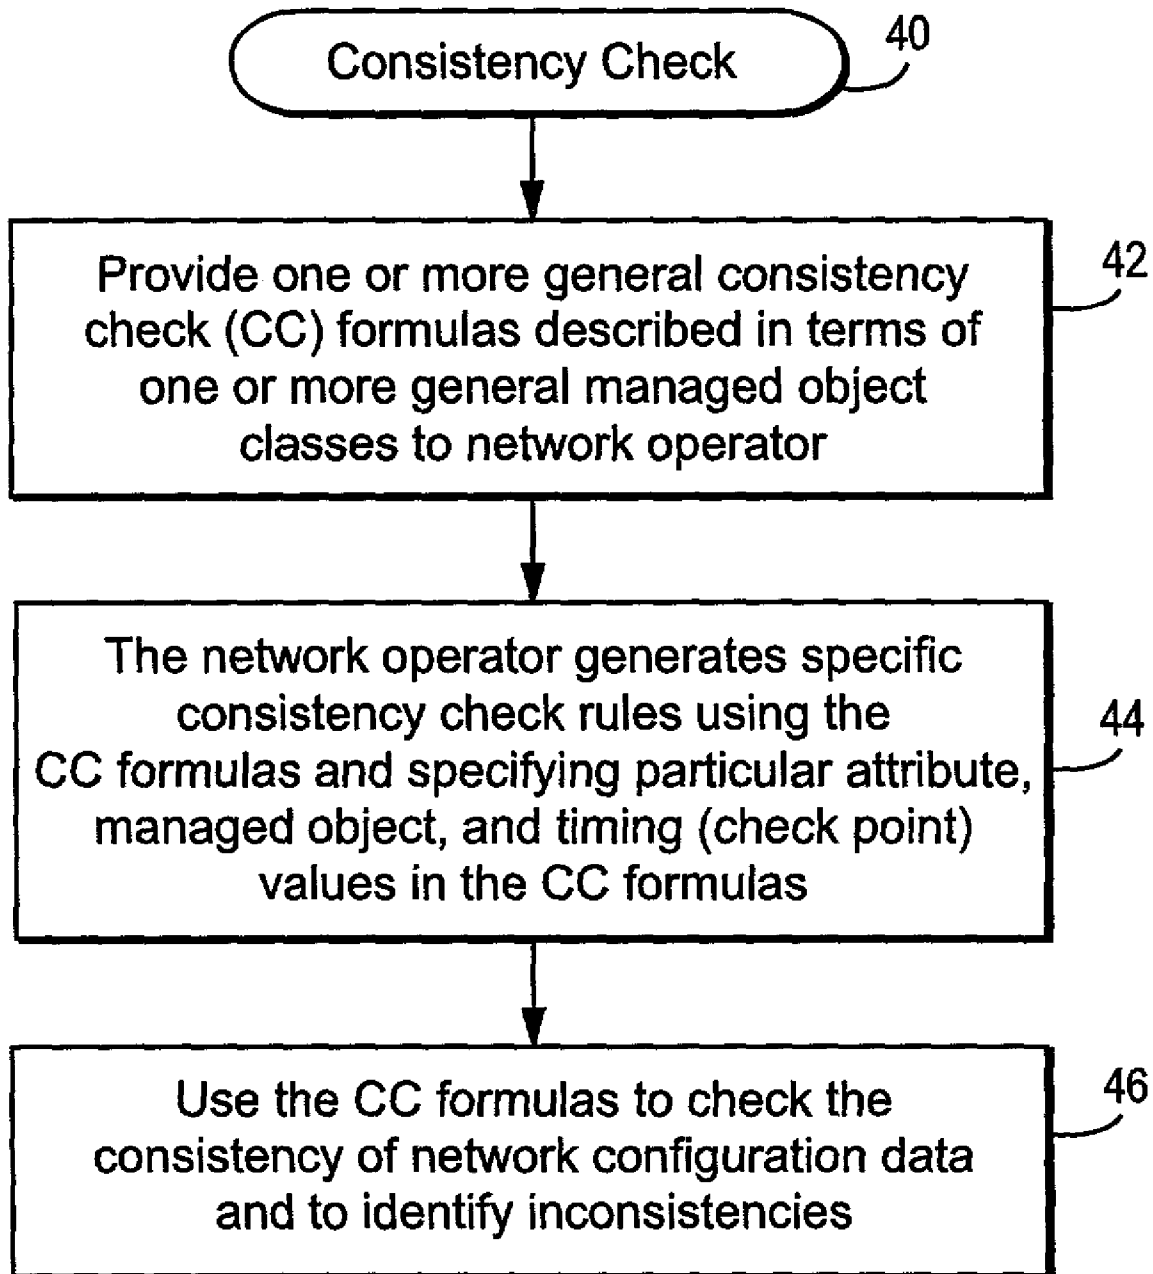 Consistency Check
40
Provide one or more general consistency
check (CC) formulas described in terms of
one or more general managed object
classes to network operator
42
The network operator generates specific
consistency check rules using the
CC formulas and specifying particular attribute,
managed object, and timing (check point)
values in the CC formulas
44
Use the CC formulas to check the
consistency of network configuration data
and to identify inconsistencies
46